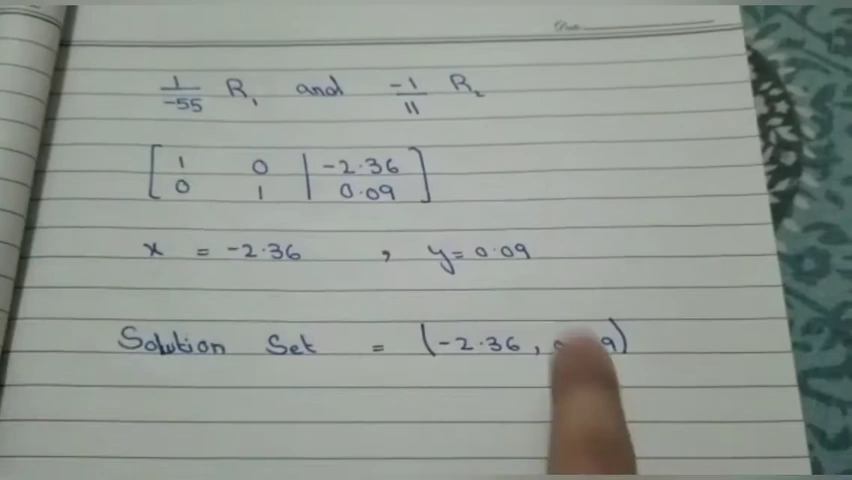 1/-55 R₁ and -1/11 R₂
[ 1 0 | -2.36 ]
[ 0 1 | 0.09 ]
x = -2.36 , y = 0.09
Solution Set = (-2.36, 9)